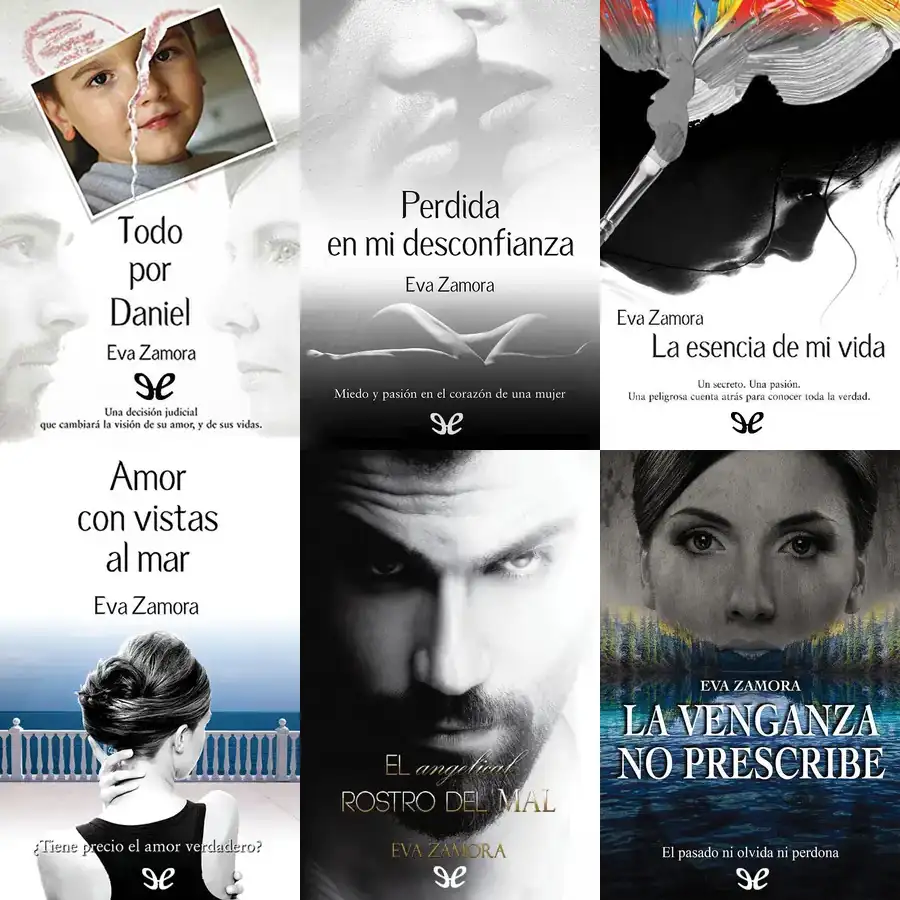 Todo
por
Daniel
Eva Zamora
Una decisión judicial
que cambiará la visión de su amor, y de sus vidas.
Perdida
en mi desconfianza
Eva Zamora
Miedo y pasión en el corazón de una mujer
Eva Zamora
La esencia de mi vida
Un secreto. Una pasión.
Una peligrosa cuenta atrás para conocer toda la verdad.
Amor
con vistas
al mar
Eva Zamora
¿Tiene precio el amor verdadero?
EL angelical
ROSTRO DEL MAL
EVA ZAMORA
EVA ZAMORA
LA VENGANZA
NO PRESCRIBE
El pasado ni olvida ni perdona